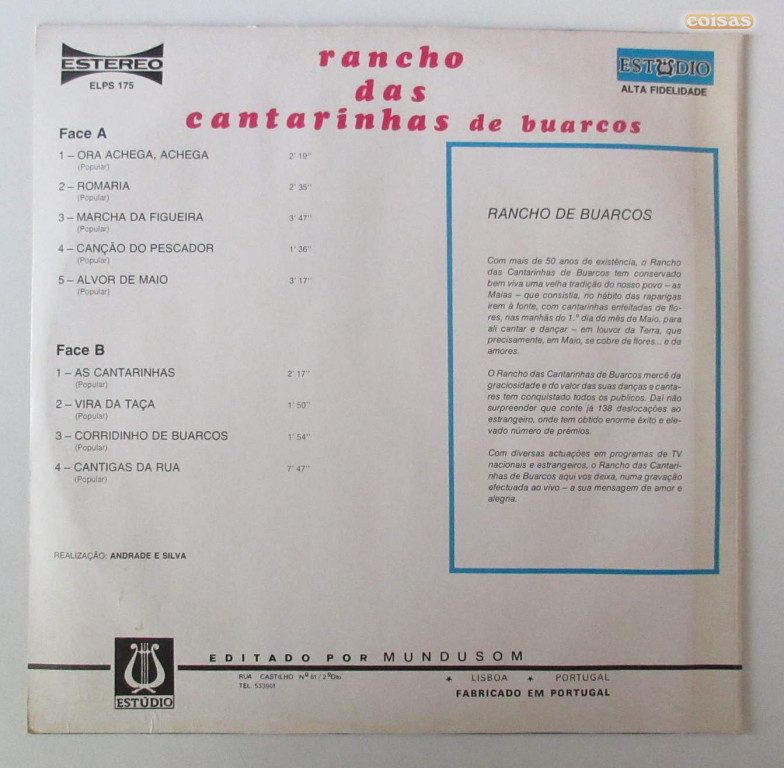 coisas
ESTEREO
ELPS 175
rancho
das
cantarinhas de buarcos
ESTUDIO
ALTA FIDELIDADE
Face A
1 – ORA ACHEGA, ACHEGA 2' 19"
(Popular)
2 – ROMARIA 2' 35"
(Popular)
3 – MARCHA DA FIGUEIRA 3' 47"
(Popular)
4 – CANÇÃO DO PESCADOR 1' 36"
(Popular)
5 – ALVOR DE MAIO 3' 17"
(Popular)
Face B
1 – AS CANTARINHAS 2' 17"
(Popular)
2 – VIRA DA TAÇA 1' 50"
(Popular)
3 – CORRIDINHO DE BUARCOS 1' 54"
(Popular)
4 – CANTIGAS DA RUA 7' 47"
(Popular)
REALIZAÇÃO: ANDRADE E SILVA
RANCHO DE BUARCOS
Com mais de 50 anos de existência, o Rancho
das Cantarinhas de Buarcos tem conservado
bem viva uma velha tradição do nosso povo – as
Maias – que consistia, no hábito das raparigas
irem à fonte, com cantarinhas enfeitadas de flo-
res, nas manhãs do 1.º dia do mês de Maio, para
ali cantar e dançar – em louvor da Terra, que
precisamente, em Maio, se cobre de flores... e de
amores.
O Rancho das Cantarinhas de Buarcos mercê da
graciosidade e do valor das suas danças e canta-
res tem conquistado todos os publicos. Daí não
surpreender que conte já 138 deslocações ao
estrangeiro, onde tem obtido enorme êxito e ele-
vado número de prémios.
Com diversas actuações em programas de TV
nacionais e estrangeiros, o Rancho das Cantari-
nhas de Buarcos aqui vos deixa, numa gravação
efectuada ao vivo – a sua mensagem de amor e
alegria.
ESTÚDIO
EDITADO POR MUNDUSOM
RUA CASTILHO Nº 61 / 2º Dto
TEL. 533901
LISBOA PORTUGAL
FABRICADO EM PORTUGAL